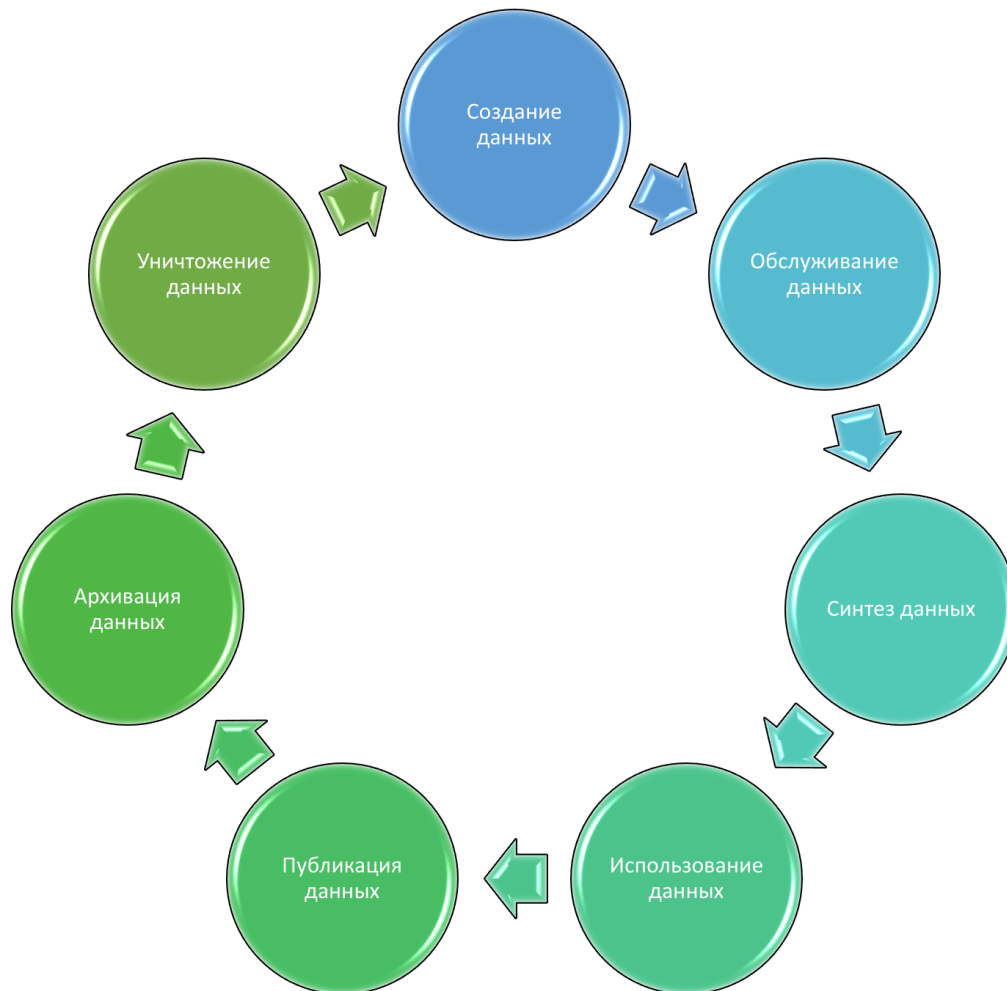 Создание
данных
Обслуживание
данных
Синтез данных
Использование
данных
Публикация
данных
Архивация
данных
Уничтожение
данных